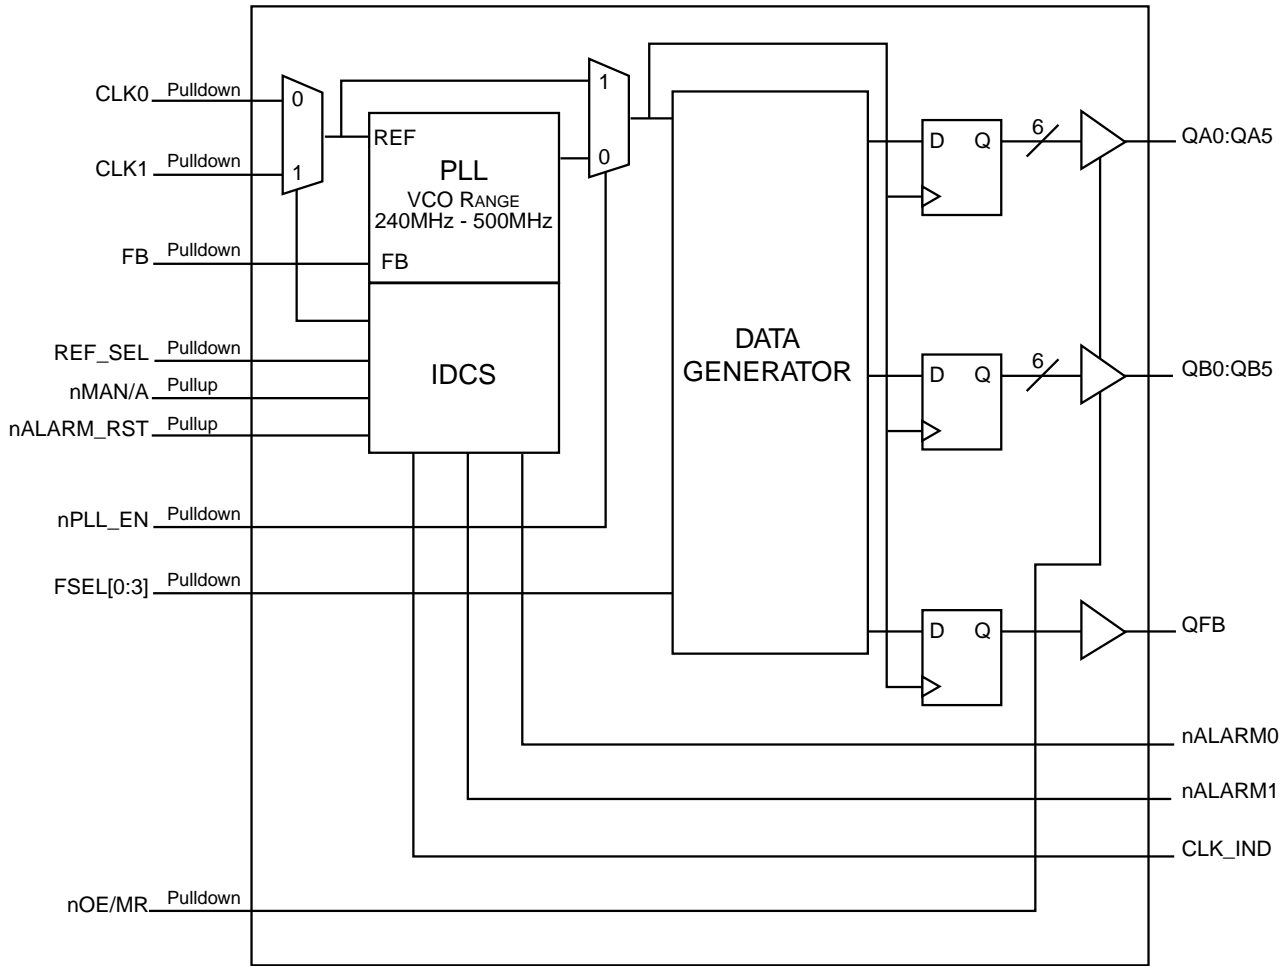 CLK0 Pulldown
0
1
CLK1 Pulldown
1
0
REF
PLL
VCO RANGE
240MHz - 500MHz
FB Pulldown
FB
REF_SEL Pulldown
nMAN/A Pullup
nALARM_RST Pullup
IDCS
nPLL_EN Pulldown
FSEL[0:3] Pulldown
nOE/MR Pulldown
DATA
GENERATOR
D Q
6
QA0:QA5
D Q
6
QB0:QB5
D Q
QFB
nALARM0
nALARM1
CLK_IND